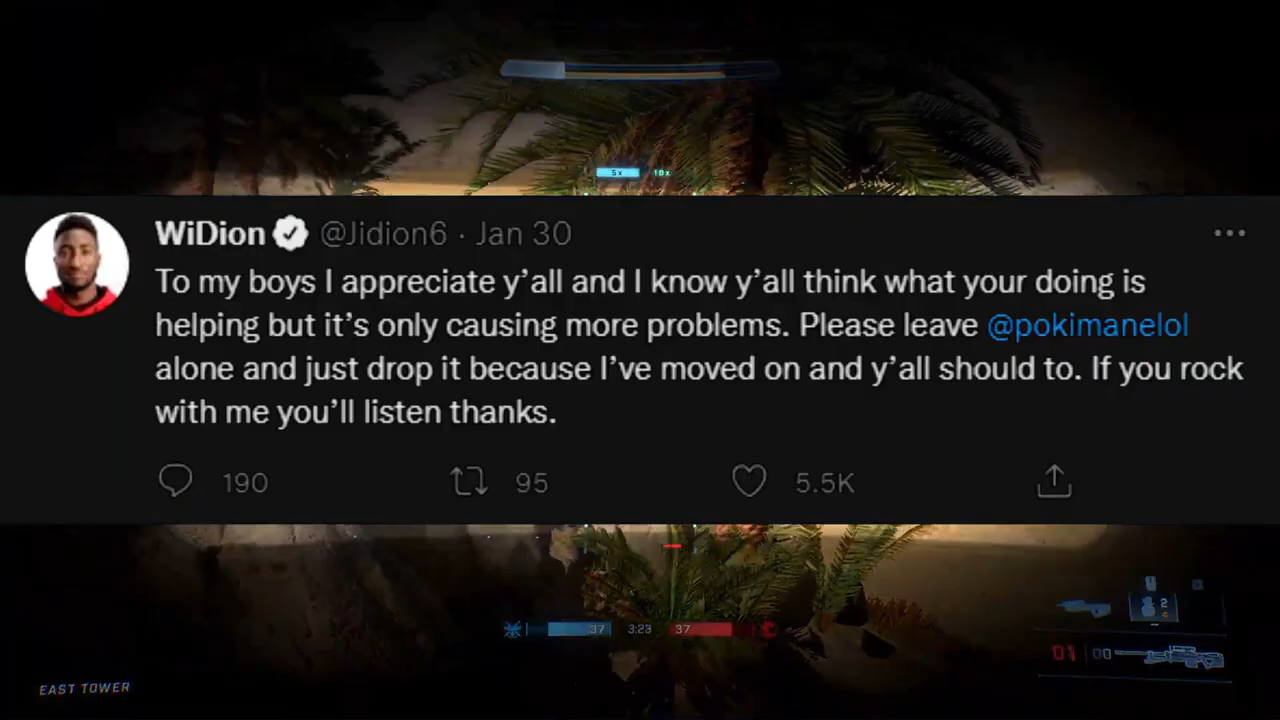 5x 10x
WiDion @Jidion6 · Jan 30
To my boys I appreciate y'all and I know y'all think what your doing is
helping but it's only causing more problems. Please leave @pokimanelol
alone and just drop it because I've moved on and y'all should to. If you rock
with me you'll listen thanks.
190 95 5.5K
37 3:23 37
2
01 00
EAST TOWER